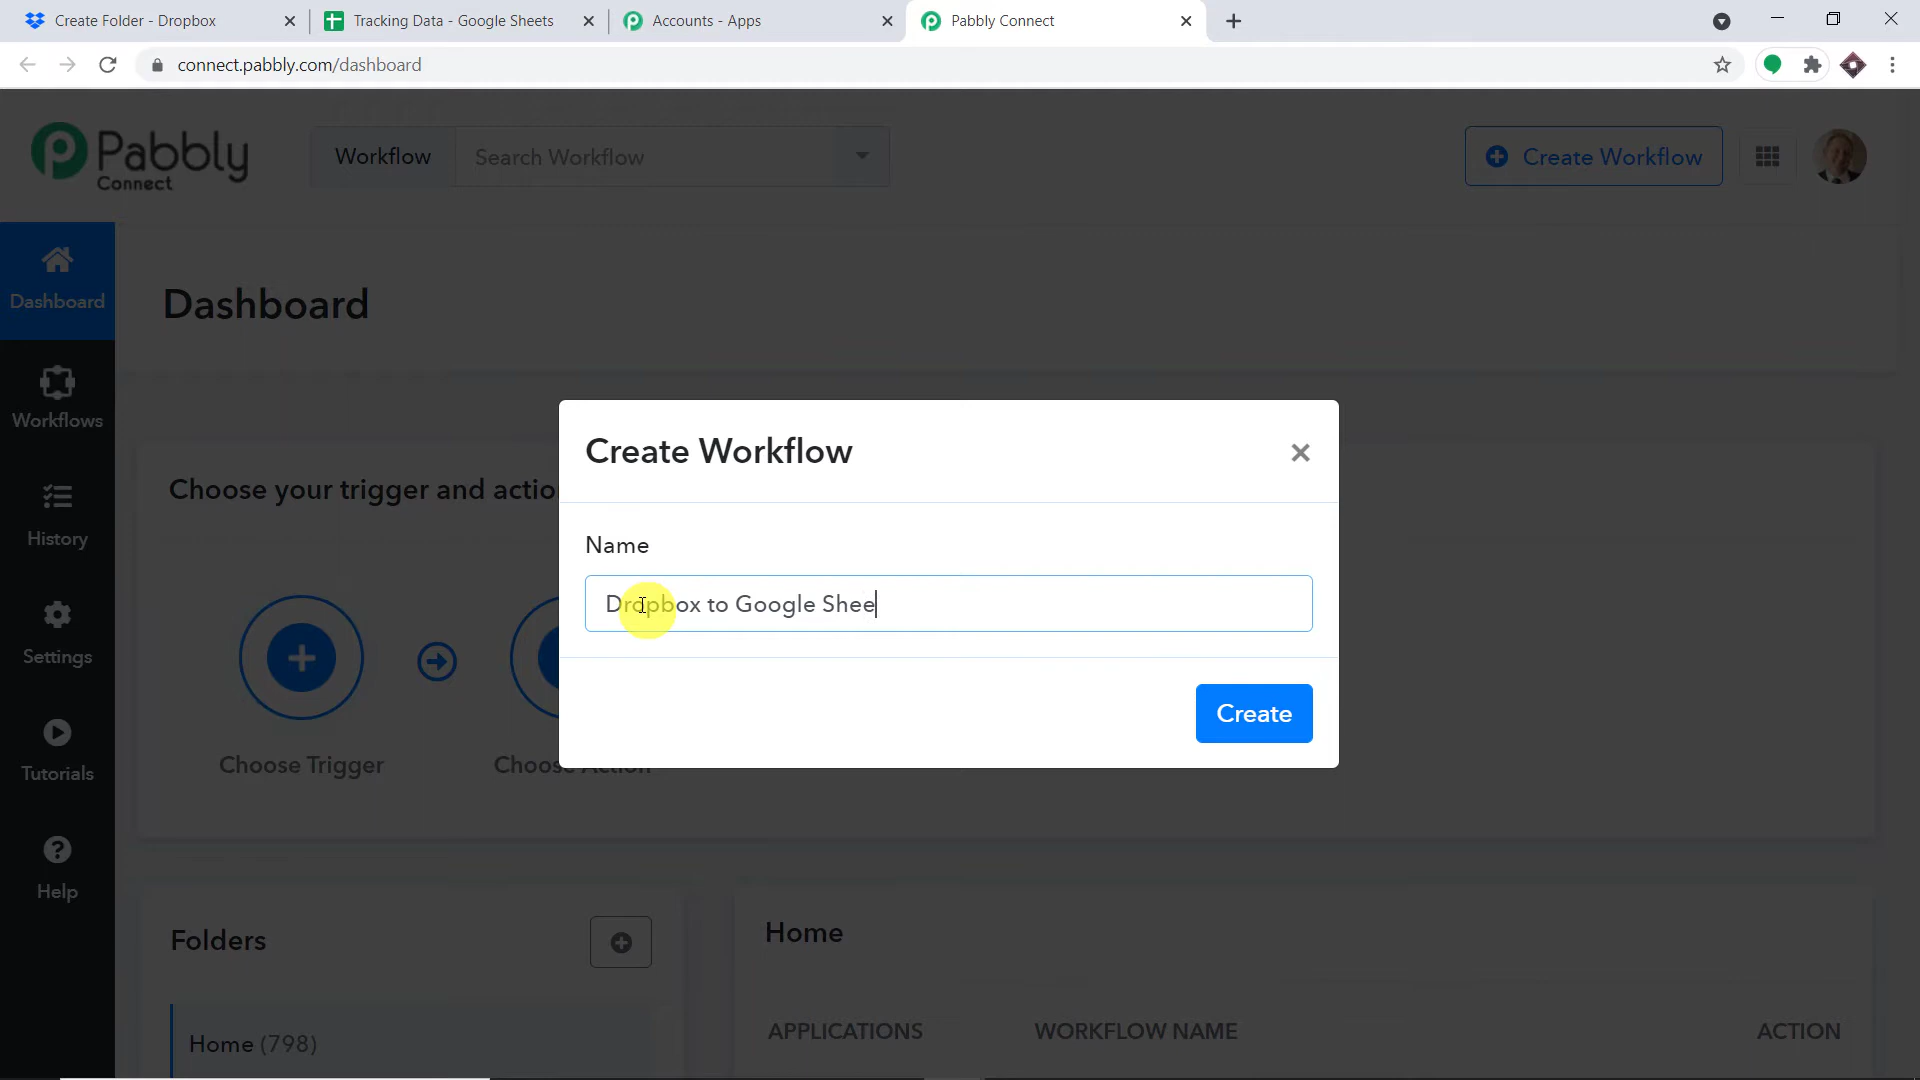 Create Folder - Dropbox
Tracking Data - Google Sheets
Accounts - Apps
Pabbly Connect
connect.pabbly.com/dashboard
Pabbly
Connect
Workflow
Search Workflow
Create Workflow
Dashboard
Dashboard
Workflows
Choose your trigger and actio
History
Settings
Choose Trigger
Choose Action
Tutorials
Help
Create Workflow
Name
Dropbox to Google Shee
Create
Folders
Home (798)
Home
APPLICATIONS
WORKFLOW NAME
ACTION